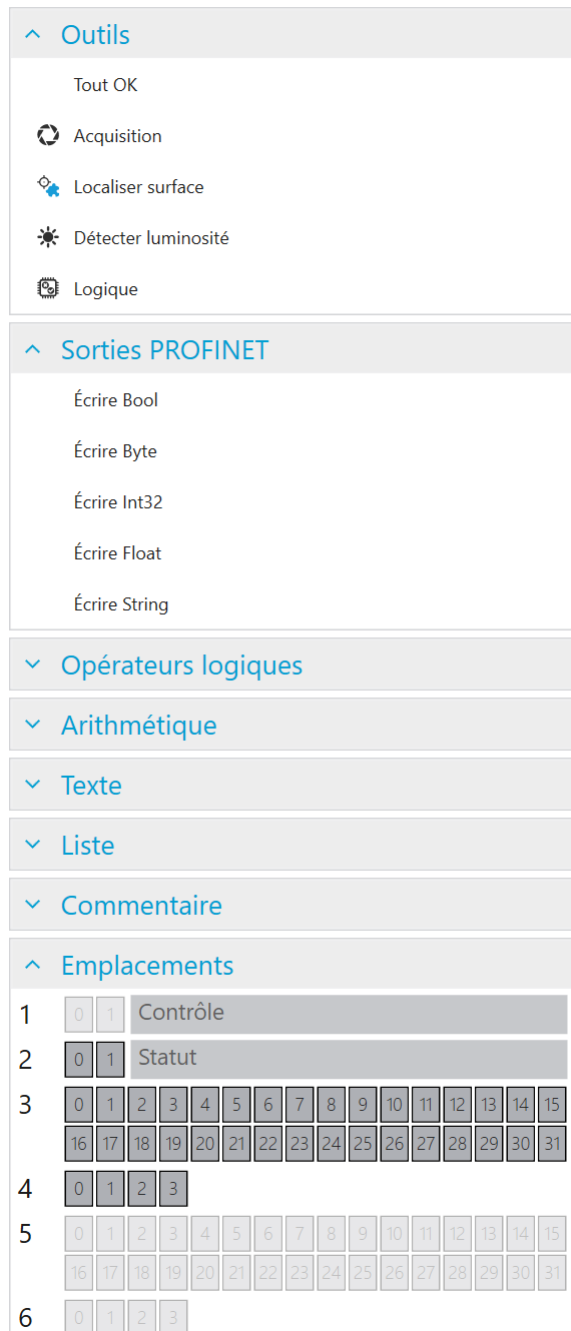 Outils
Tout OK
Acquisition
Localiser surface
Détecter luminosité
Logique
Sorties PROFINET
Écrire Bool
Écrire Byte
Écrire Int32
Écrire Float
Écrire String
Opérateurs logiques
Arithmétique
Texte
Liste
Commentaire
Emplacements
1 0 1 Contrôle
2 0 1 Statut
3 0 1 2 3 4 5 6 7 8 9 10 11 12 13 14 15
16 17 18 19 20 21 22 23 24 25 26 27 28 29 30 31
4 0 1 2 3
5 0 1 2 3 4 5 6 7 8 9 10 11 12 13 14 15
16 17 18 19 20 21 22 23 24 25 26 27 28 29 30 31
6 0 1 2 3